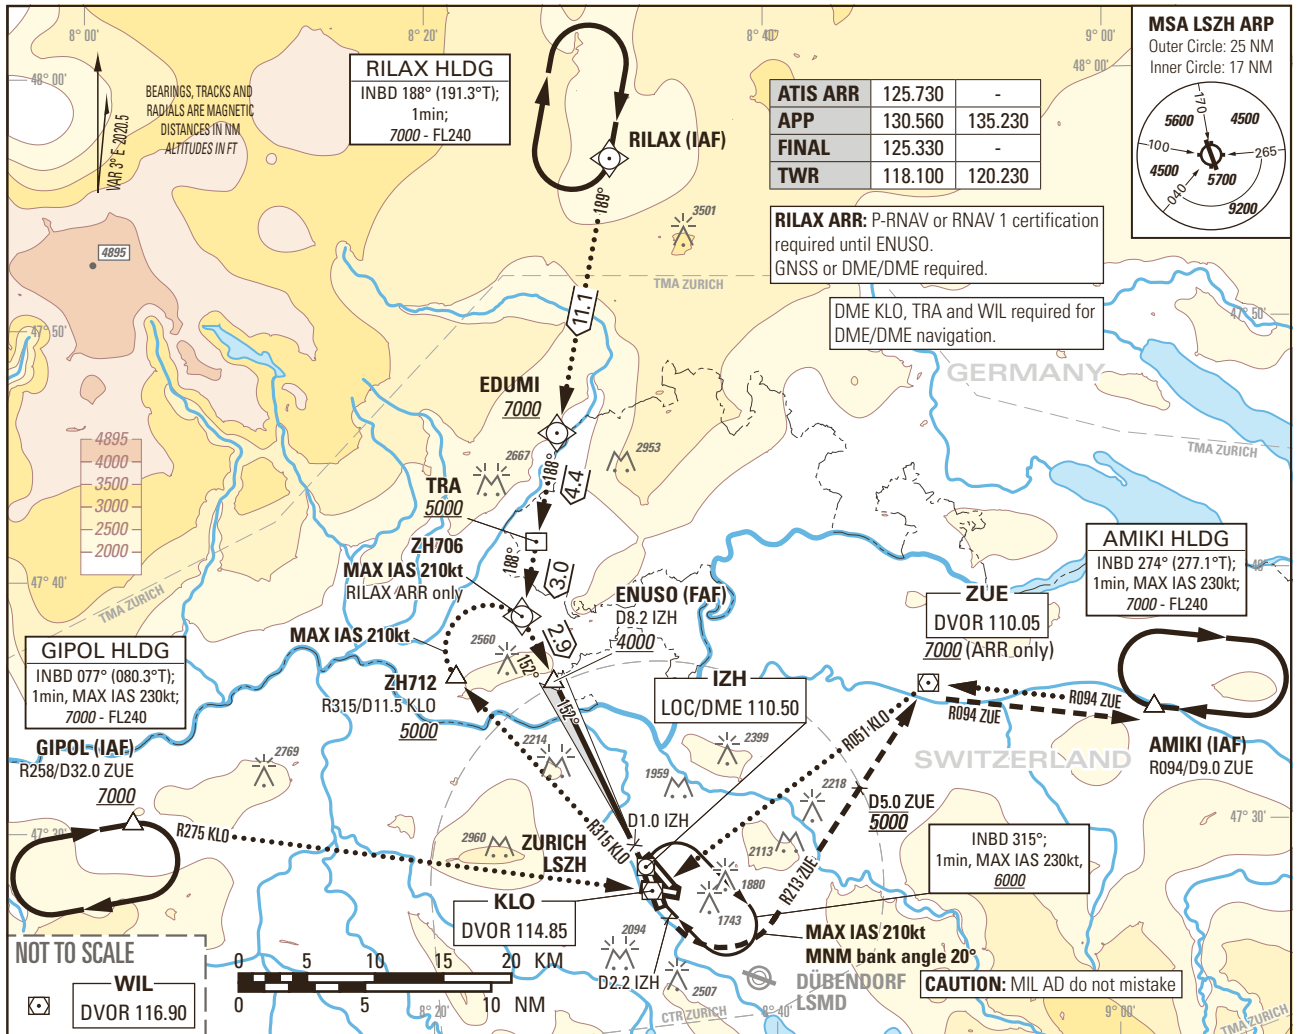 8° 00'
8° 20'
8° 40'
9° 00'
48° 00'
48° 00'
BEARINGS, TRACKS AND
RADIALS ARE MAGNETIC
DISTANCES IN NM
ALTITUDES IN FT
VAR 3° E 2020.5
RILAX HLDG
INBD 188° (191.3°T);
1min;
7000 - FL240
RILAX (IAF)
ATIS ARR 125.730 -
APP 130.560 135.230
FINAL 125.330 -
TWR 118.100 120.230
MSA LSZH ARP
Outer Circle: 25 NM
Inner Circle: 17 NM
170
5600
4500
100
265
4500
5700
040
9200
RILAX ARR: P-RNAV or RNAV 1 certification
required until ENUSO.
GNSS or DME/DME required.
DME KLO, TRA and WIL required for
DME/DME navigation.
189°
3501
4895
TMA ZURICH
11.1
47° 50'
47° 50'
GERMANY
EDUMI
7000
4895
4000
3500
3000
2500
2000
2667
2953
188°
4.4
TMA ZURICH
TRA
5000
ZH706
MAX IAS 210kt
RILAX ARR only
188°
3.0
AMIKI HLDG
INBD 274° (277.1°T);
1min, MAX IAS 230kt;
7000 - FL240
47° 40'
TMA ZURICH
ENUSO (FAF)
D8.2 IZH
4000
ZUE
DVOR 110.05
7000 (ARR only)
MAX IAS 210kt
2560
2.9
152°
152°
GIPOL HLDG
INBD 077° (080.3°T);
1min, MAX IAS 230kt;
7000 - FL240
ZH712
R315/D11.5 KLO
5000
IZH
LOC/DME 110.50
R094 ZUE
R094 ZUE
R051 KLO
AMIKI (IAF)
R094/D9.0 ZUE
SWITZERLAND
GIPOL (IAF)
R258/D32.0 ZUE
7000
2769
2214
2399
1959
2218
D5.0 ZUE
5000
47° 30'
47° 30'
R275 KLO
R315 KLO
D1.0 IZH
2960
ZURICH
LSZH
2113
R213 ZUE
INBD 315°;
1min, MAX IAS 230kt,
6000
1880
1743
KLO
DVOR 114.85
MAX IAS 210kt
MNM bank angle 20°
2094
D2.2 IZH
2507
DÜBENDORF
LSMD
CAUTION: MIL AD do not mistake
NOT TO SCALE
WIL
DVOR 116.90
0 5 10 15 20 KM
0 5 10 NM
8° 20'
8° 40'
CTR ZURICH
9° 00'
TMA ZURICH